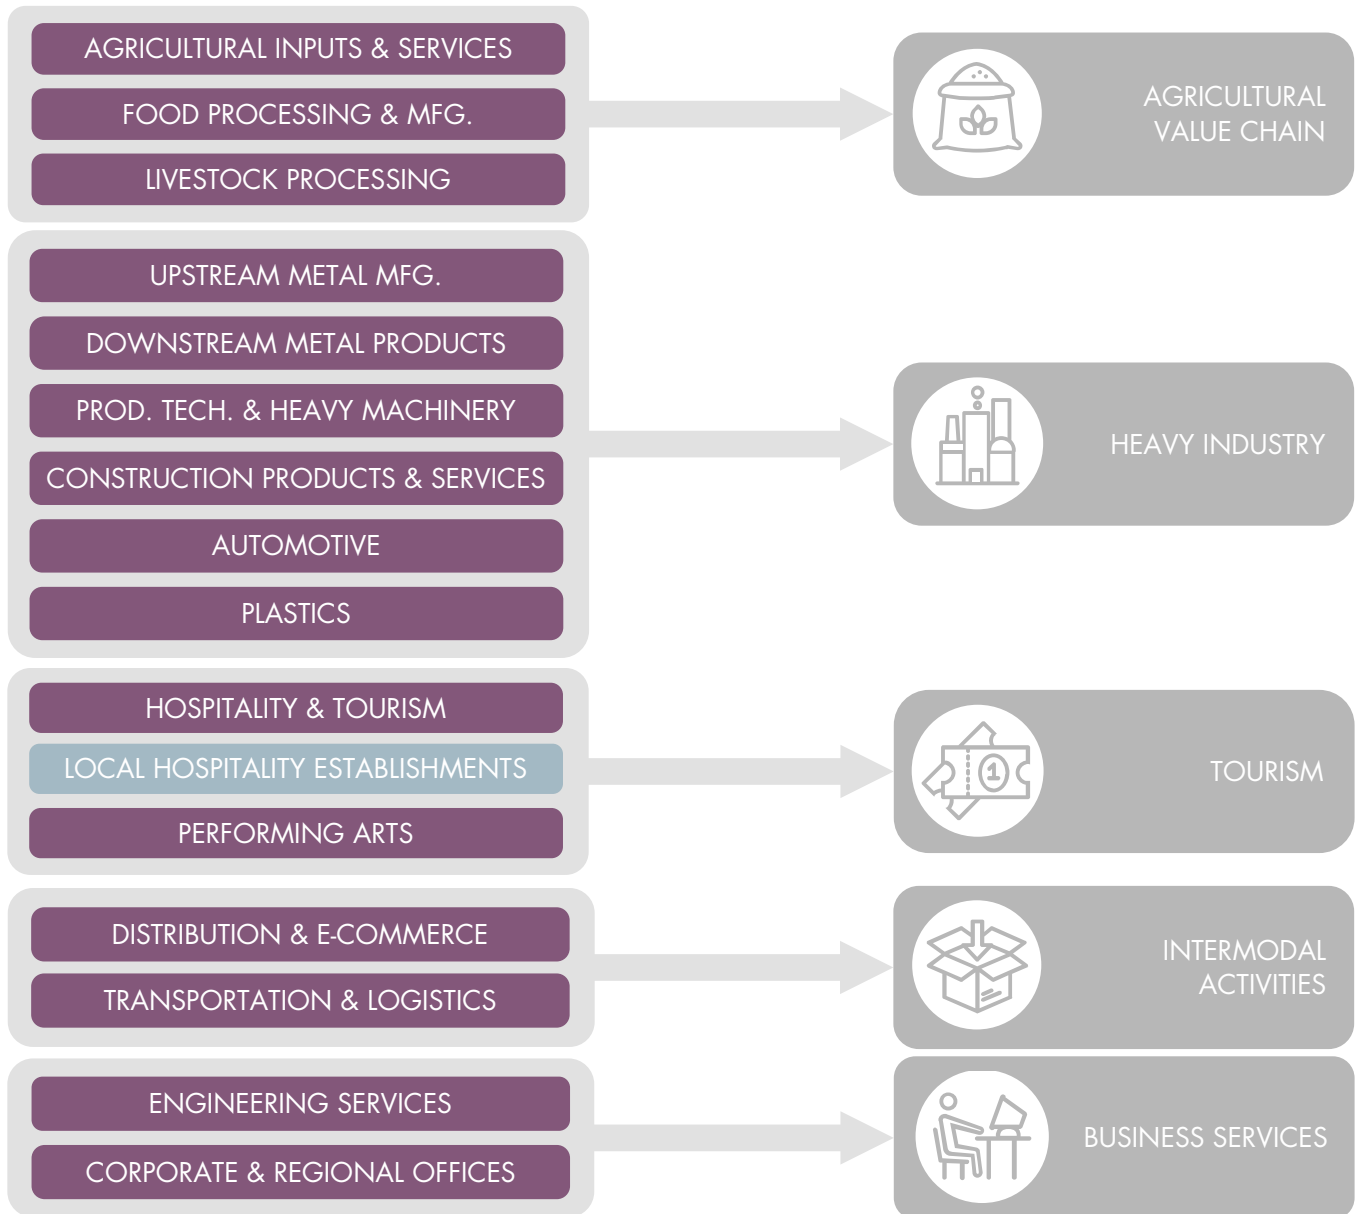 AGRICULTURAL INPUTS & SERVICES
FOOD PROCESSING & MFG.
LIVESTOCK PROCESSING
AGRICULTURAL
VALUE CHAIN
UPSTREAM METAL MFG.
DOWNSTREAM METAL PRODUCTS
PROD. TECH. & HEAVY MACHINERY
CONSTRUCTION PRODUCTS & SERVICES
AUTOMOTIVE
PLASTICS
HEAVY INDUSTRY
HOSPITALITY & TOURISM
LOCAL HOSPITALITY ESTABLISHMENTS
PERFORMING ARTS
1
TOURISM
DISTRIBUTION & E-COMMERCE
TRANSPORTATION & LOGISTICS
INTERMODAL
ACTIVITIES
ENGINEERING SERVICES
CORPORATE & REGIONAL OFFICES
BUSINESS SERVICES